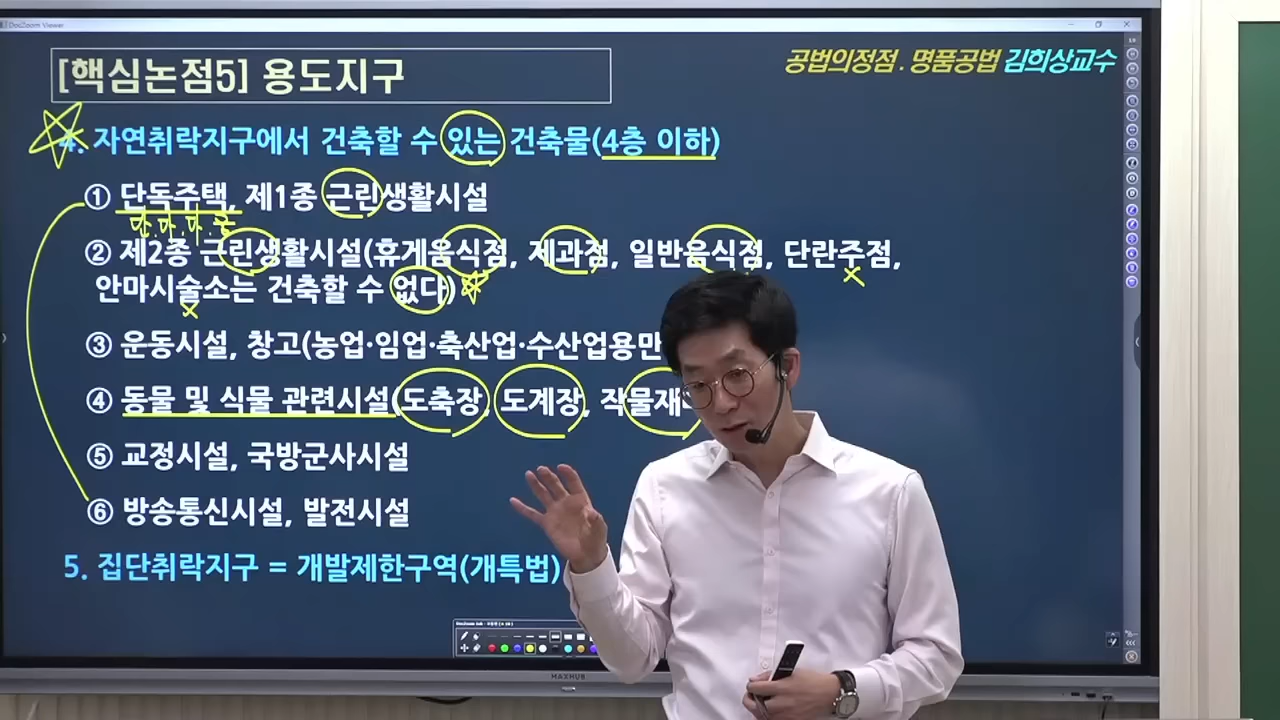 DocZoom Viewer
[핵심논점5] 용도지구
공법의정점 . 명품공법 김희상교수
4. 자연취락지구에서 건축할 수 있는 건축물(4층 이하)
① 단독주택, 제1종 근린생활시설
단.다.다.공
② 제2종 근린생활시설(휴게음식점, 제과점, 일반음식점, 단란주점,
안마시술소는 건축할 수 없다)
③ 운동시설, 창고(농업·임업·축산업·수산업용만
④ 동물 및 식물 관련시설(도축장, 도계장, 작물재
⑤ 교정시설, 국방군사시설
⑥ 방송통신시설, 발전시설
5. 집단취락지구 = 개발제한구역(개특법)
MAXHUB